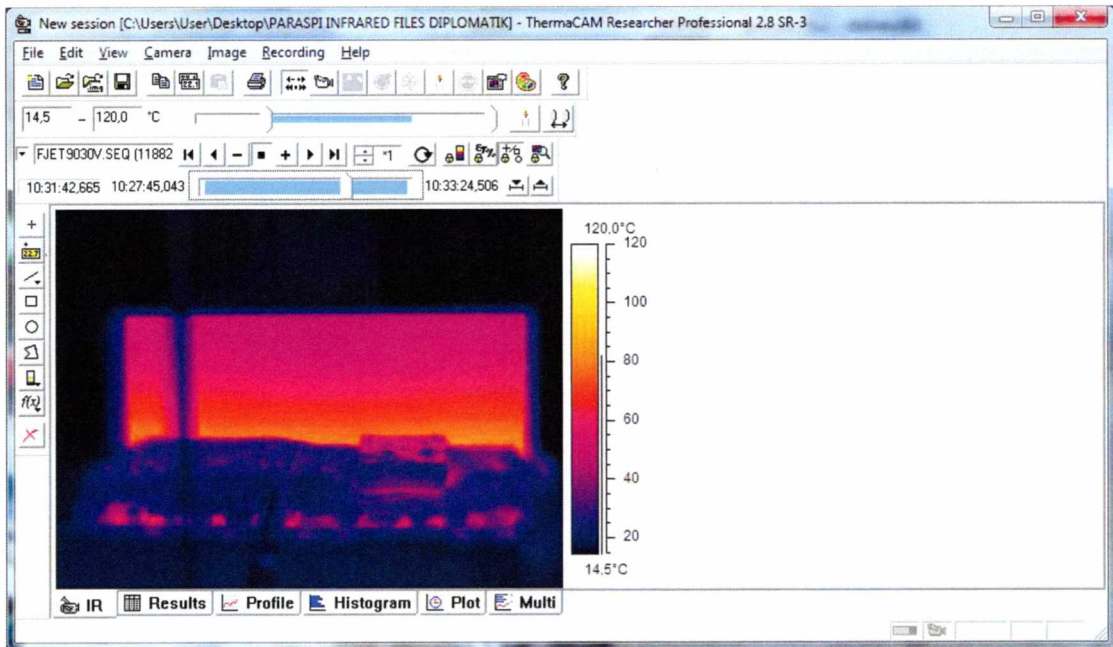 New session [C:\Users\User\Desktop\PARASPI INFRARED FILES DIPLOMATIK] - ThermaCAM Researcher Professional 2.8 SR-3
File Edit View Camera Image Recording Help
14,5 - 120,0 °C
FJET9030V.SEQ (11882 *1
10:31:42,665 10:27:45,043 10:33:24,506
120,0°C
120
100
80
60
40
20
14,5°C
22.7
f(x)
IR Results Profile Histogram Plot Multi